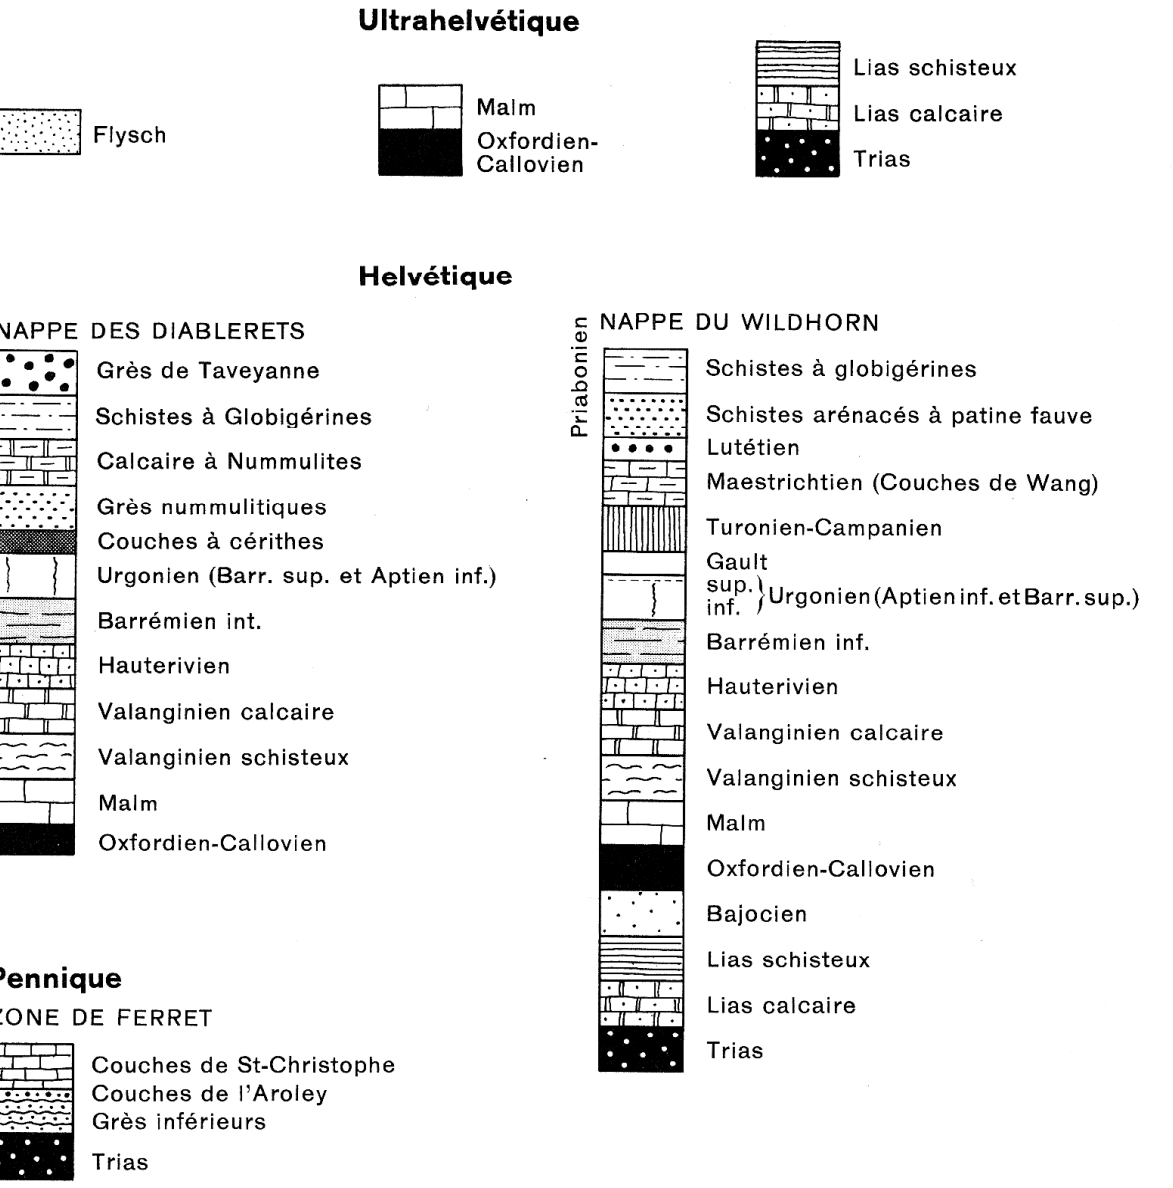 Ultrahelvétique
Flysch
Malm
Oxfordien-
Callovien
Lias schisteux
Lias calcaire
Trias
Helvétique
NAPPE DES DIABLERETS
Grès de Taveyanne
Schistes à Globigérines
Calcaire à Nummulites
Grès nummulitiques
Couches à cérithes
Urgonien (Barr. sup. et Aptien inf.)
Barrémien int.
Hauterivien
Valanginien calcaire
Valanginien schisteux
Malm
Oxfordien-Callovien
Priabonien
NAPPE DU WILDHORN
Schistes à globigérines
Schistes arénacés à patine fauve
Lutétien
Maestrichtien (Couches de Wang)
Turonien-Campanien
Gault
sup.
inf. } Urgonien (Aptien inf. et Barr. sup.)
Barrémien inf.
Hauterivien
Valanginien calcaire
Valanginien schisteux
Malm
Oxfordien-Callovien
Bajocien
Lias schisteux
Lias calcaire
Trias
Pennique
ZONE DE FERRET
Couches de St-Christophe
Couches de l'Aroley
Grès inférieurs
Trias